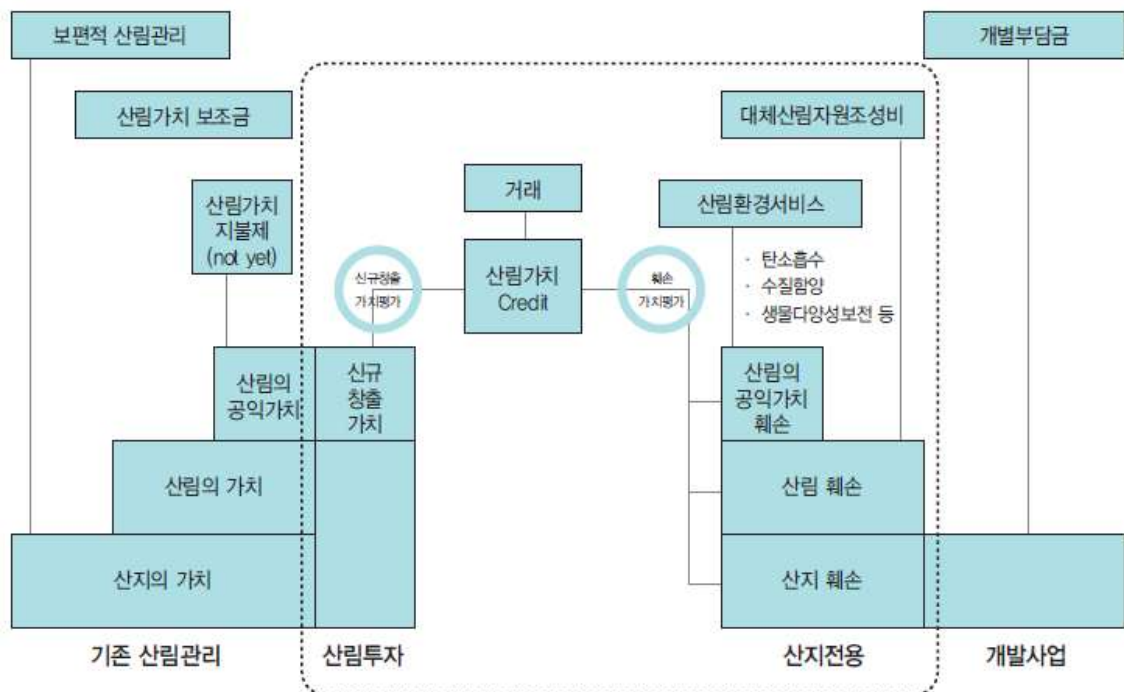 보편적 산림관리
개별부담금
산림가치 보조금
대체산림자원조성비
산림가치
지불제
(not yet)
거래
산림환경서비스
신규창출
가치평가
산림가치
Credit
훼손
가치평가
· 탄소흡수
· 수질함양
· 생물다양성보전 등
산림의
공익가치
신규
창출
가치
산림의
공익가치
훼손
산림의 가치
산림 훼손
산지의 가치
산지 훼손
기존 산림관리
산림투자
산지전용
개발사업